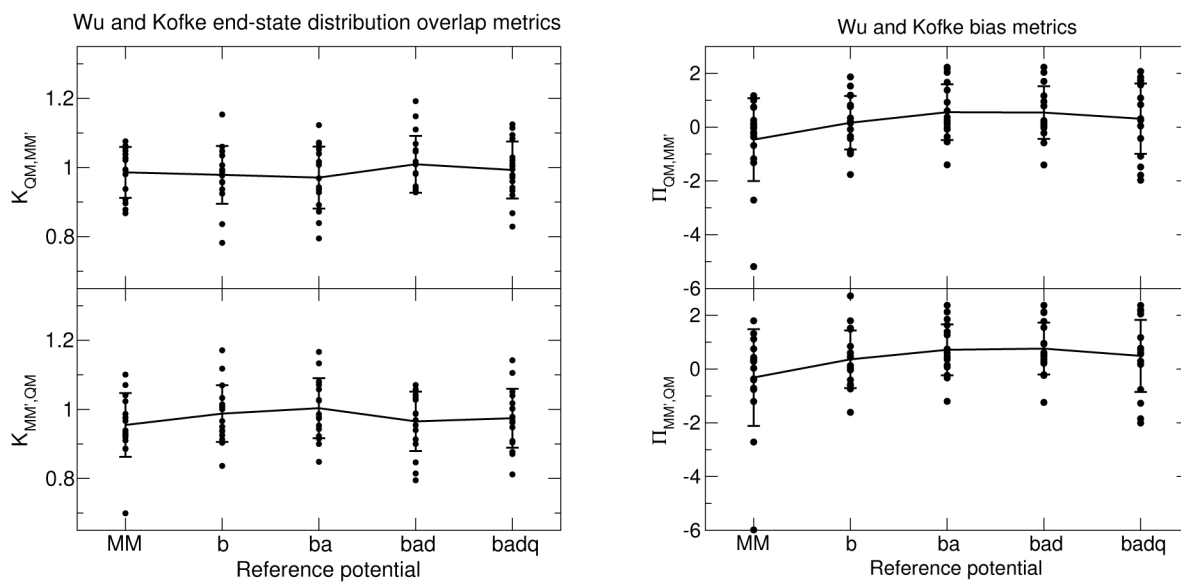 Wu and Kofke end-state distribution overlap metrics
K_QM,MM'
1.2
1
0.8
K_MM',QM
1.2
1
0.8
MM b ba bad badq
Reference potential
Wu and Kofke bias metrics
Π_QM,MM'
2
0
-2
-4
-6
Π_MM',QM
2
0
-2
-4
-6
MM b ba bad badq
Reference potential